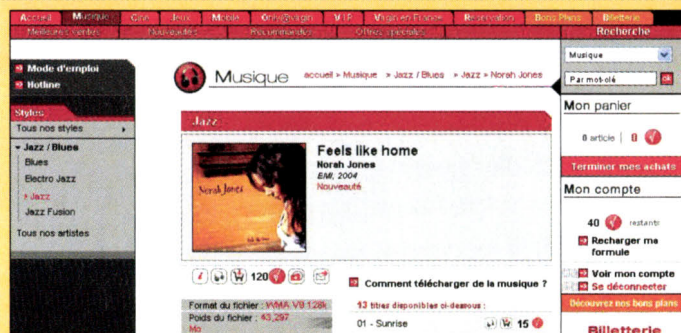 Accueil Musique Ciné Jeux Mobile Only@virgin V.I.P. Virgin en France Réservation Bons Plans Billetterie
Meilleures ventes Nouveautés Recommandés Offres spéciales Recherche
Musique
Mode d'emploi
Hotline
Musique
accueil > Musique > Jazz / Blues > Jazz > Norah Jones
Par mot-clé ok
Mon panier
0 article 0
Terminer mes achats
Mon compte
40 restants
Recharger ma
formule
Voir mon compte
Se déconnecter
Découvrez nos bons plans
Billetterie
Styles
Tous nos styles
Jazz / Blues
Blues
Electro Jazz
> Jazz
Jazz Fusion
Tous nos artistes
Jazz
Norah Jones
Feels like home
Norah Jones
EMI, 2004
Nouveauté
120
Comment télécharger de la musique ?
Format du fichier : WMA V9 128k
Poids du fichier : 43,297
Mo
13 titres disponibles ci-dessous :
01 - Sunrise 15